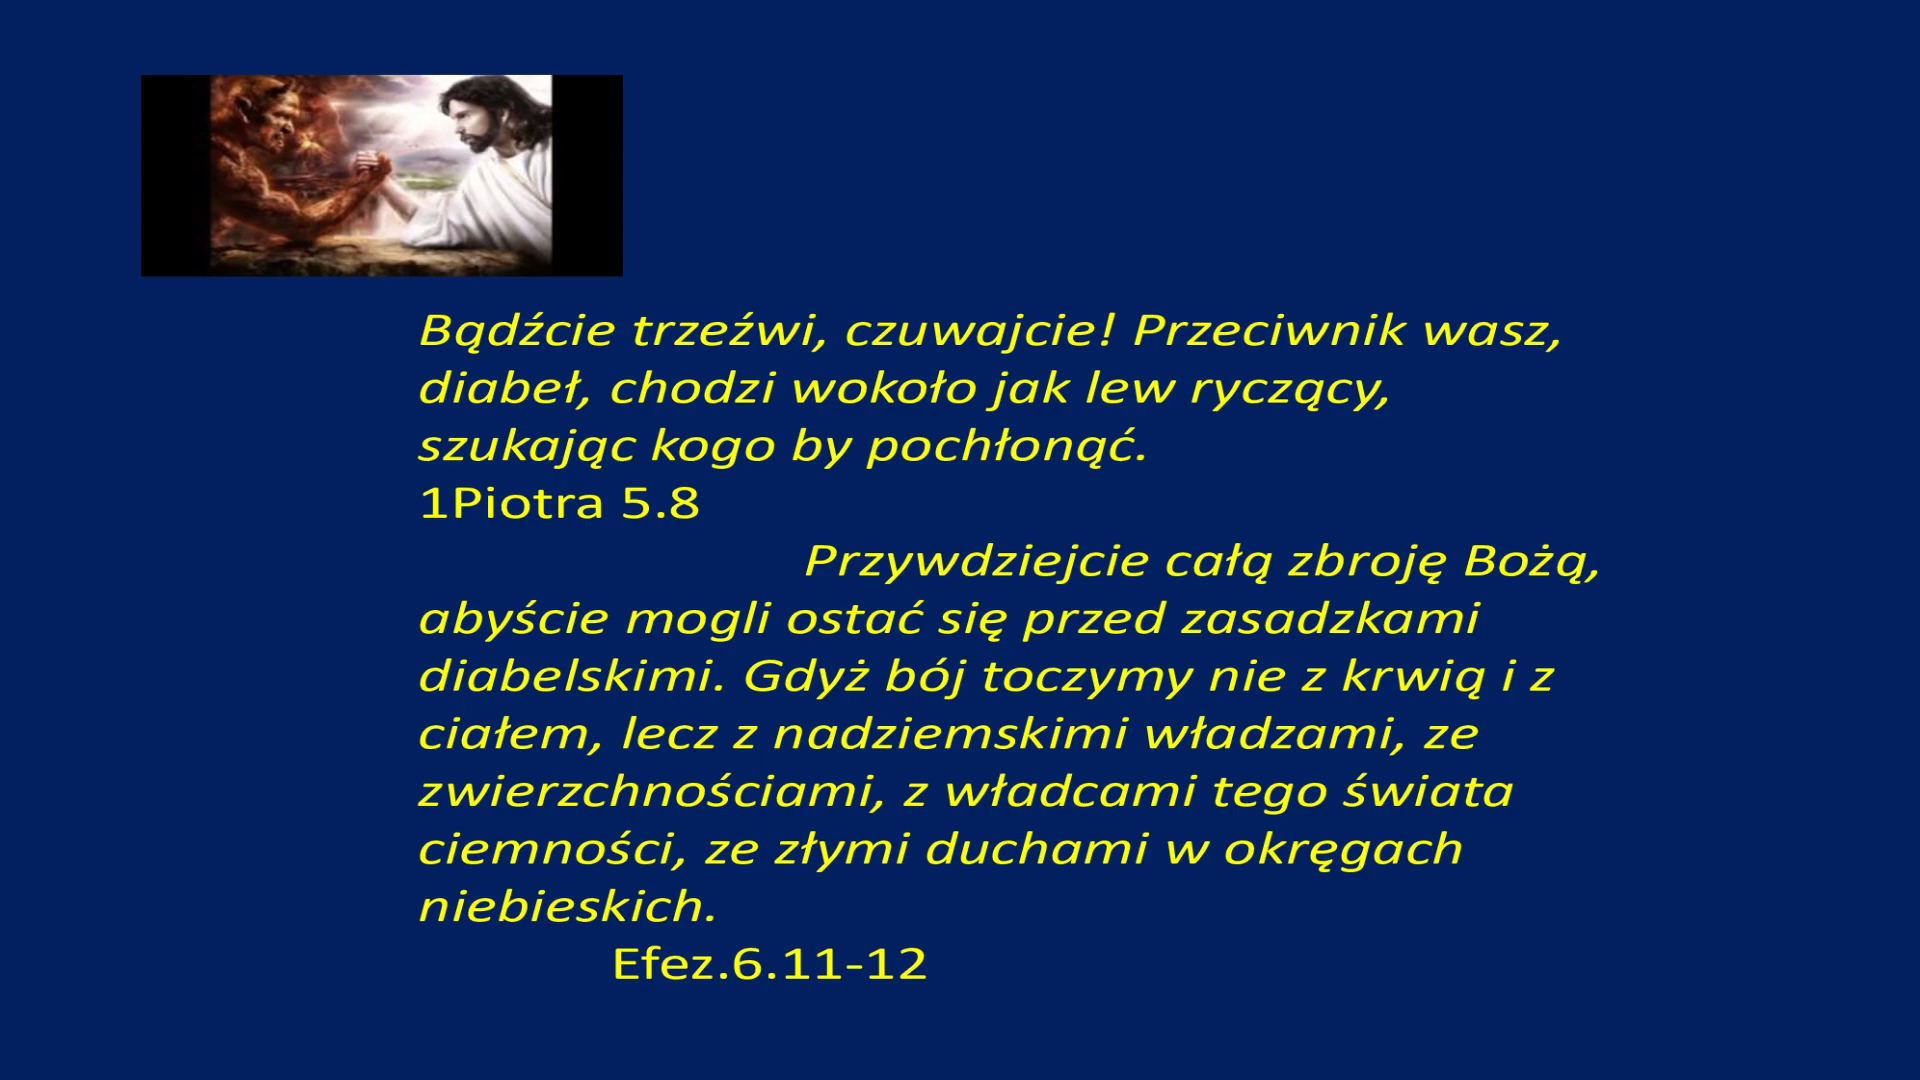 Bądźcie trzeźwi, czuwajcie! Przeciwnik wasz,
diabeł, chodzi wokoło jak lew ryczący,
szukając kogo by pochłonąć.
1Piotra 5.8
Przywdziejcie całą zbroję Bożą,
abyście mogli ostać się przed zasadzkami
diabelskimi. Gdyż bój toczymy nie z krwią i z
ciałem, lecz z nadziemskimi władzami, ze
zwierzchnościami, z władcami tego świata
ciemności, ze złymi duchami w okręgach
niebieskich.
Efez.6.11-12